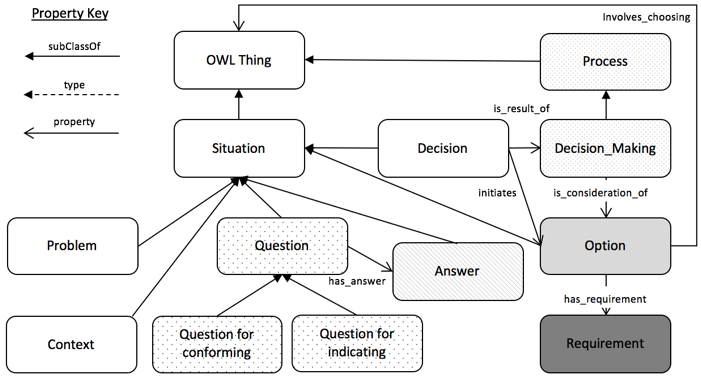 Property Key
Involves_choosing
subClassOf
OWL Thing
Process
type
is_result_of
property
Situation
Decision
Decision_Making
initiates
is_consideration_of
Problem
Question
Option
has_answer
Answer
has_requirement
Context
Question for
conforming
Question for
indicating
Requirement